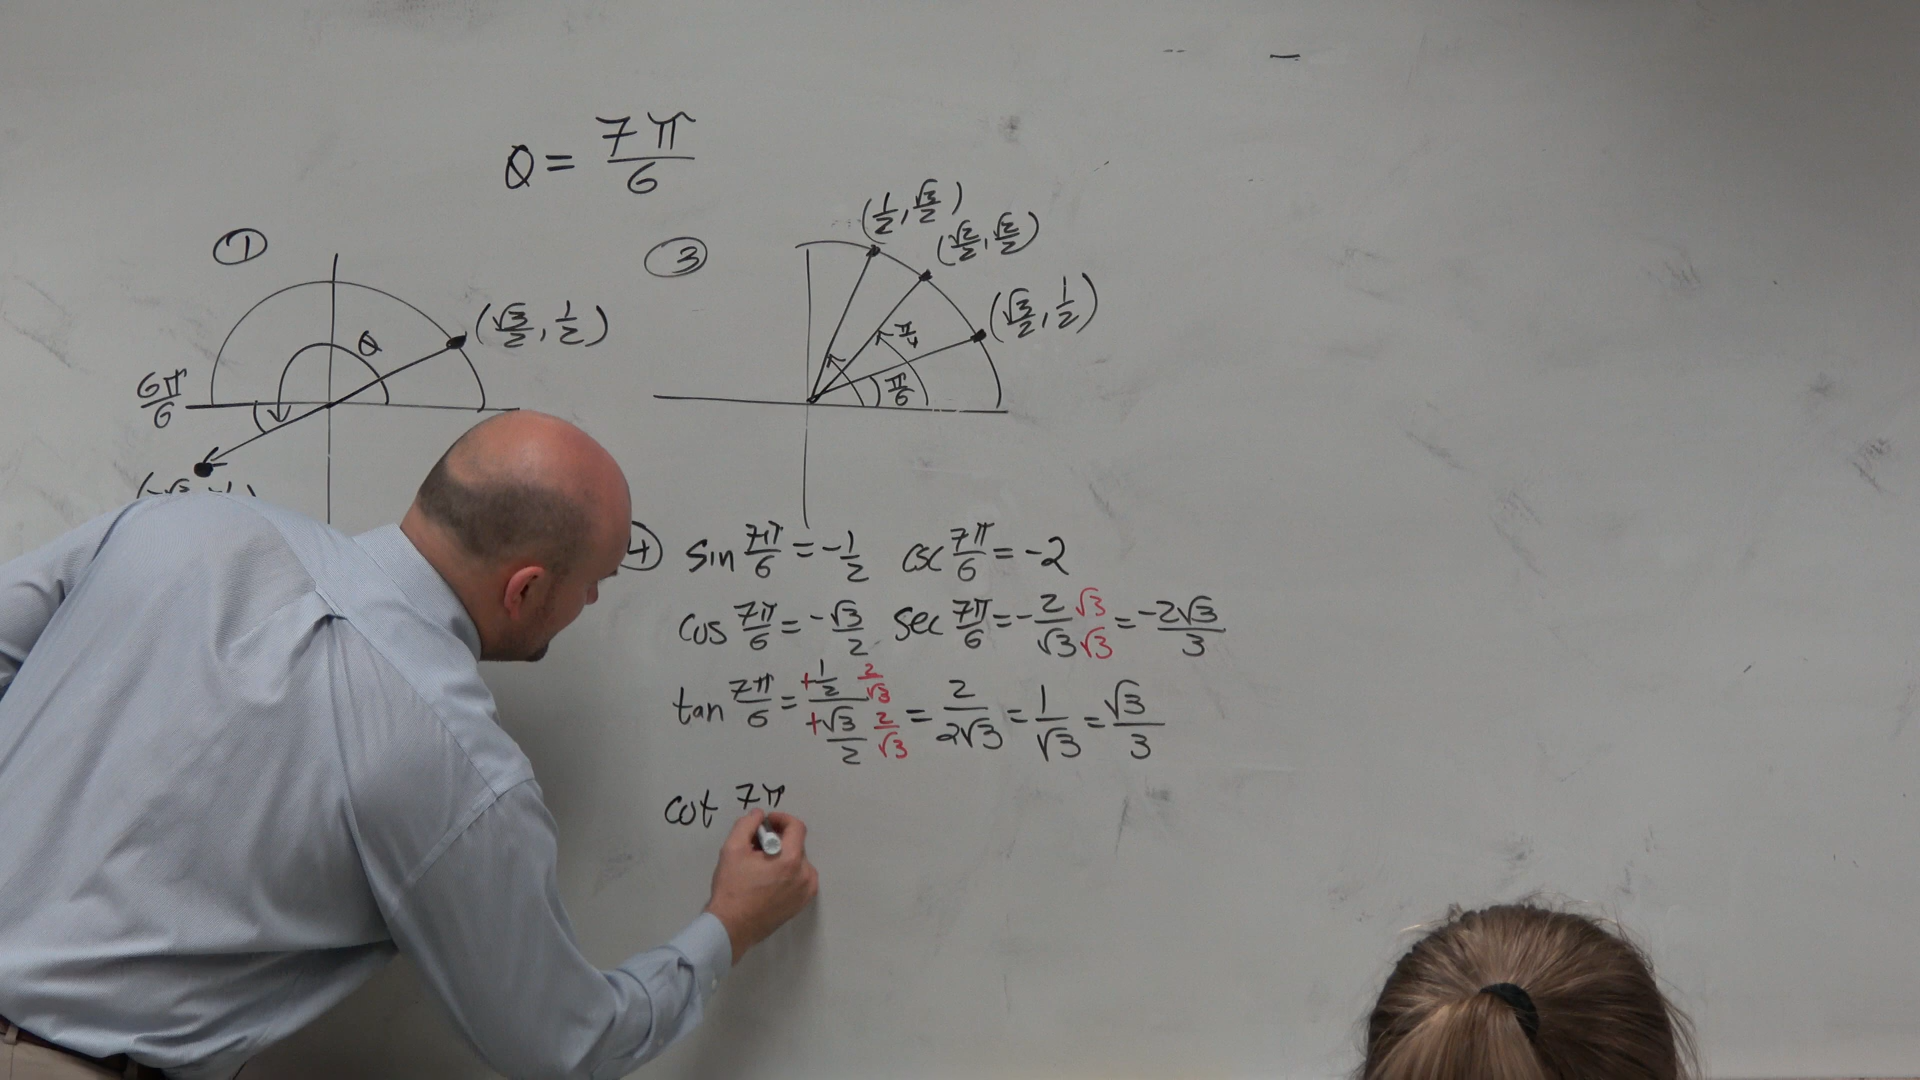 θ = 7π/6
①
(√3/2, 1/2)
θ
6π/6
③
(1/2, √3/2)
(√2/2, √2/2)
(√3/2, 1/2)
π/4
π/6
④ sin 7π/6 = -1/2 csc 7π/6 = -2
cos 7π/6 = -√3/2 sec 7π/6 = -2/√3 √3/√3 = -2√3/3
tan 7π/6 = (+1/2 2/√3)/(+√3/2 2/√3) = 2/2√3 = 1/√3 = √3/3
cot 7π